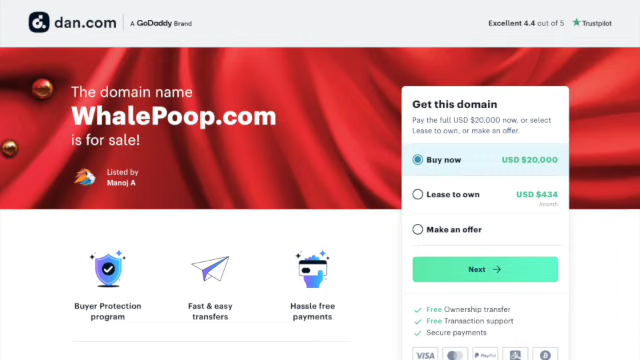 dan.com
A GoDaddy Brand
Excellent 4.4 out of 5
Trustpilot
The domain name
WhalePoop.com
is for sale!
Listed by
Manoj A
Get this domain
Pay the full USD $20,000 now, or select
Lease to own, or make an offer.
Buy now
USD $20,000
Lease to own
USD $434
/month
Make an offer
Next
Free Ownership transfer
Free Transaction support
Secure payments
VISA
PayPal
Buyer Protection
program
Fast & easy
transfers
Hassle free
payments